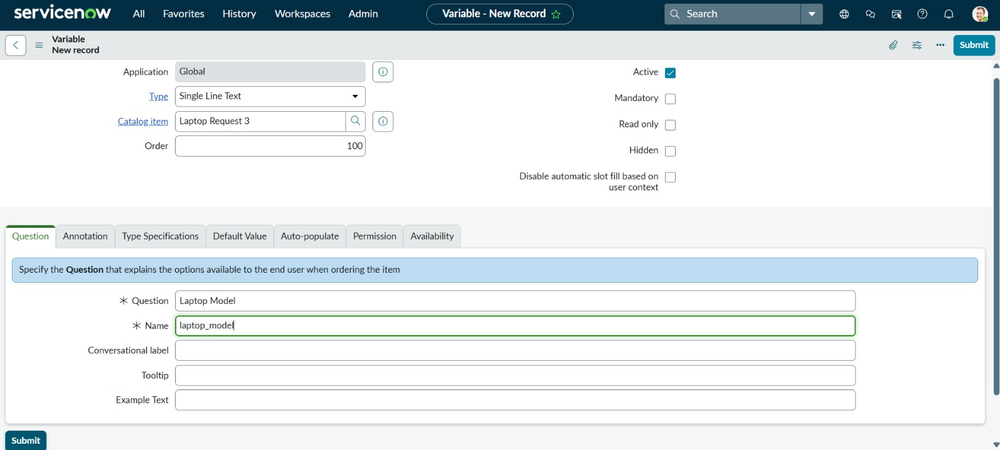 servicenow All Favorites History Workspaces Admin Variable - New Record Search
Variable
New record
Submit
Application Global
Type Single Line Text
Catalog item Laptop Request 3
Order 100
Active
Mandatory
Read only
Hidden
Disable automatic slot fill based on
user context
Question Annotation Type Specifications Default Value Auto-populate Permission Availability
Specify the Question that explains the options available to the end user when ordering the item
* Question Laptop Model
* Name laptop_model
Conversational label
Tooltip
Example Text
Submit